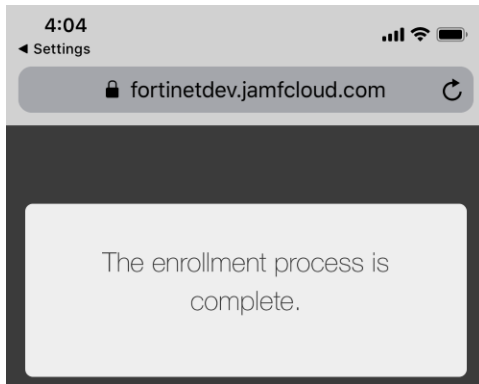 4:04
◀ Settings
fortinetdev.jamfcloud.com
The enrollment process is
complete.